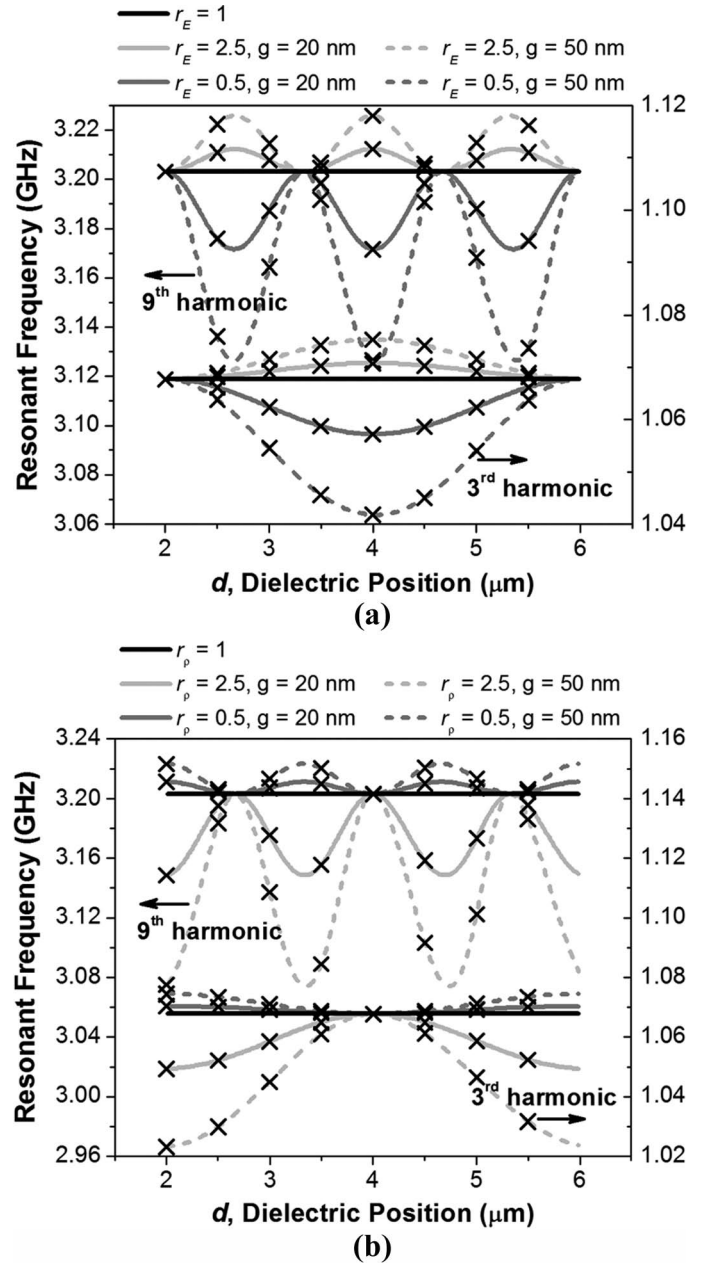 r_E = 1
r_E = 2.5, g = 20 nm r_E = 2.5, g = 50 nm
r_E = 0.5, g = 20 nm r_E = 0.5, g = 50 nm
Resonant Frequency (GHz)
3.22
3.20
3.18
3.16
3.14
3.12
3.10
3.08
3.06
1.12
1.10
1.08
1.06
1.04
9th harmonic
3rd harmonic
2 3 4 5 6
d, Dielectric Position (μm)
(a)
r_ρ = 1
r_ρ = 2.5, g = 20 nm r_ρ = 2.5, g = 50 nm
r_ρ = 0.5, g = 20 nm r_ρ = 0.5, g = 50 nm
Resonant Frequency (GHz)
3.24
3.20
3.16
3.12
3.08
3.04
3.00
2.96
1.16
1.14
1.12
1.10
1.08
1.06
1.04
1.02
9th harmonic
3rd harmonic
2 3 4 5 6
d, Dielectric Position (μm)
(b)